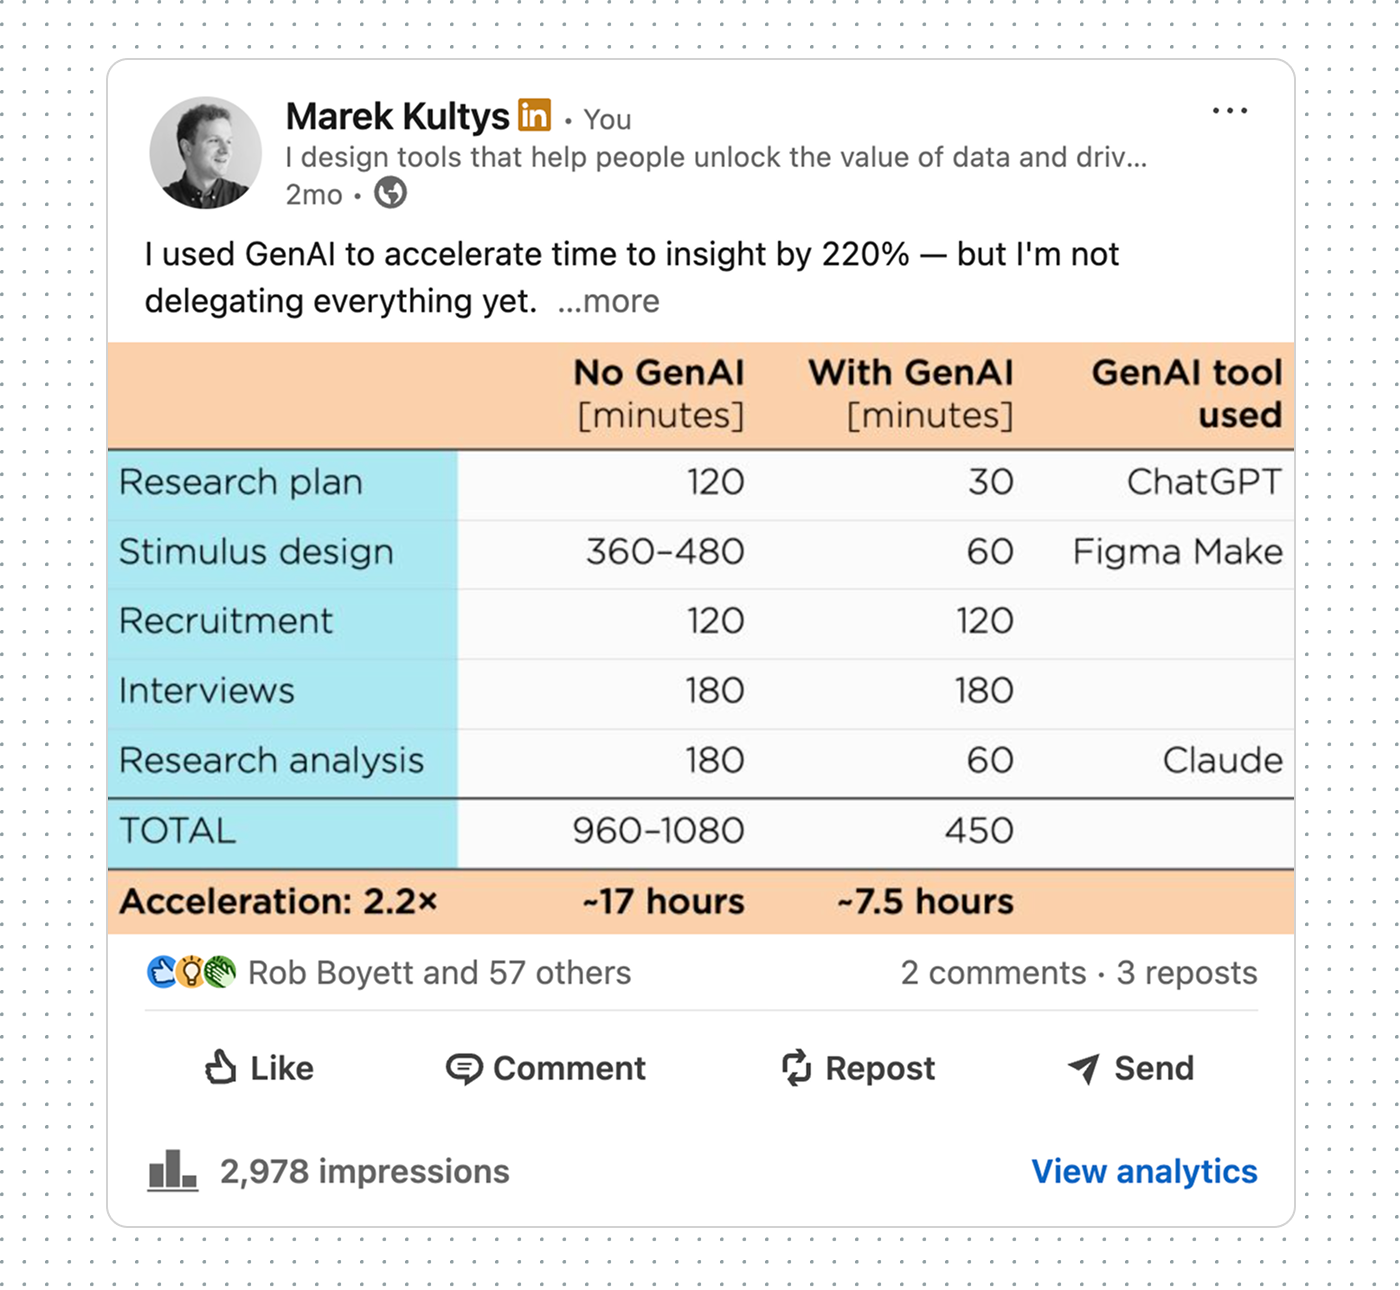 Marek Kultys in • You
I design tools that help people unlock the value of data and driv...
2mo •
I used GenAI to accelerate time to insight by 220% — but I'm not
delegating everything yet. ...more
No GenAI With GenAI GenAI tool
[minutes] [minutes] used
Research plan 120 30 ChatGPT
Stimulus design 360–480 60 Figma Make
Recruitment 120 120
Interviews 180 180
Research analysis 180 60 Claude
TOTAL 960–1080 450
Acceleration: 2.2× ~17 hours ~7.5 hours
Rob Boyett and 57 others 2 comments · 3 reposts
Like Comment Repost Send
2,978 impressions View analytics